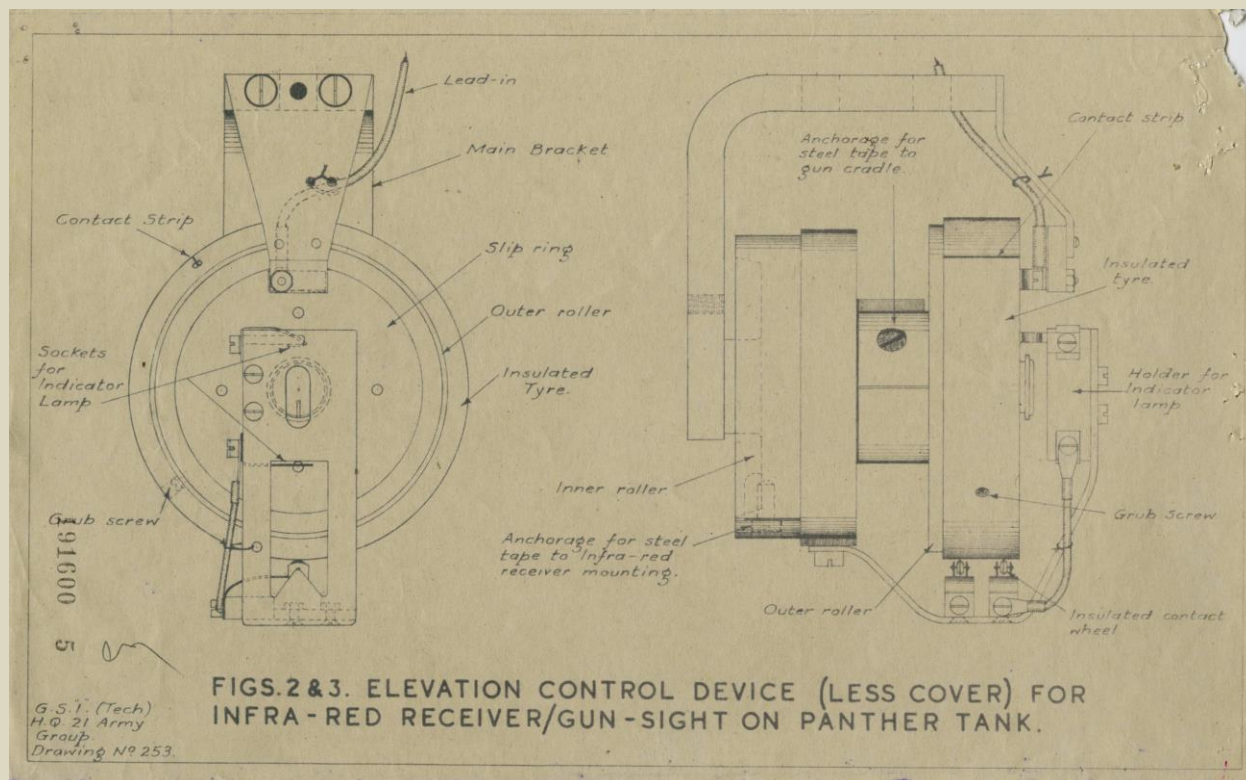 Lead-in
Main Bracket
Contact Strip
Slip ring
Outer roller
Sockets
for
Indicator
Lamp
Insulated
Tyre.
Grub screw
191600 5
Anchorage for
steel tape to
gun cradle.
Contact strip
Insulated
tyre.
Holder for
Indicator
lamp
Inner roller
Grub Screw
Anchorage for steel
tape to Infra-red
receiver mounting.
Outer roller
Insulated contact
wheel
FIGS. 2 & 3. ELEVATION CONTROL DEVICE (LESS COVER) FOR
INFRA-RED RECEIVER/GUN-SIGHT ON PANTHER TANK.
G.S.I. (Tech)
H.Q. 21 Army
Group.
Drawing Nº 253.